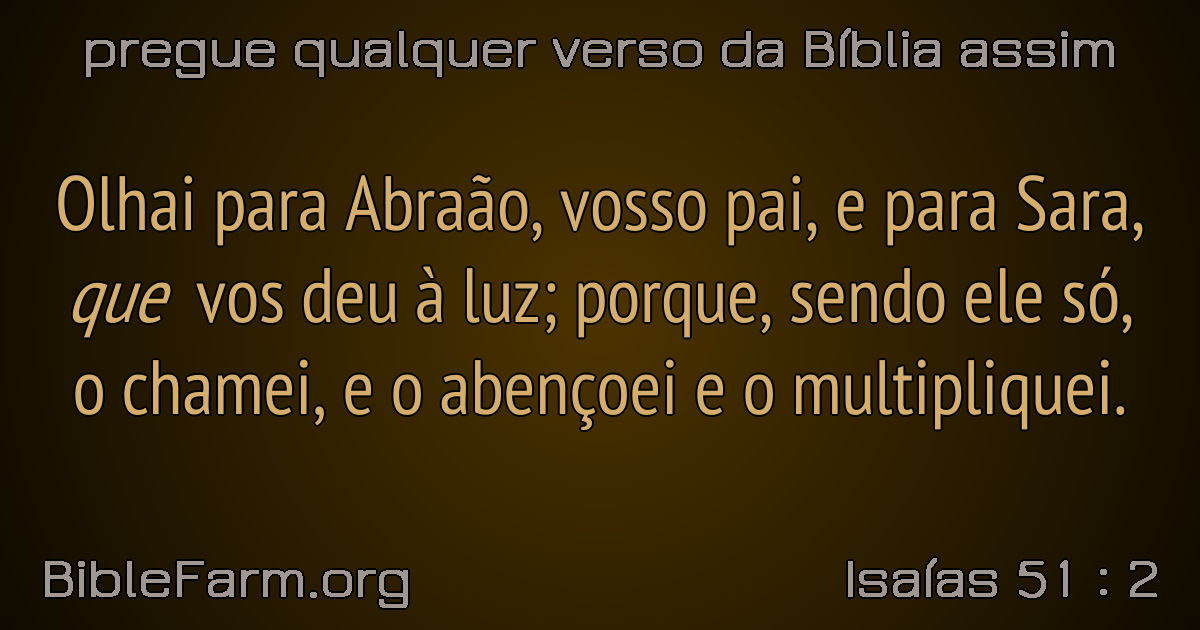 pregue qualquer verso da Bíblia assim
Olhai para Abraão, vosso pai, e para Sara,
que vos deu à luz; porque, sendo ele só,
o chamei, e o abençoei e o multipliquei.
BibleFarm.org
Isaías 51 : 2